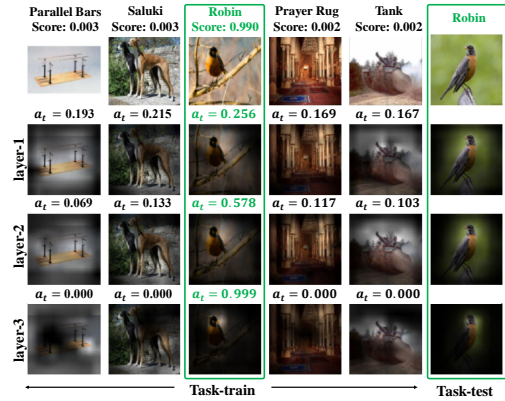 Parallel Bars Saluki Robin Prayer Rug Tank Robin
Score: 0.003 Score: 0.003 Score: 0.990 Score: 0.002 Score: 0.002
a_t = 0.193 a_t = 0.215 a_t = 0.256 a_t = 0.169 a_t = 0.167
layer-1
a_t = 0.069 a_t = 0.133 a_t = 0.578 a_t = 0.117 a_t = 0.103
layer-2
a_t = 0.000 a_t = 0.000 a_t = 0.999 a_t = 0.000 a_t = 0.000
layer-3
Task-train Task-test